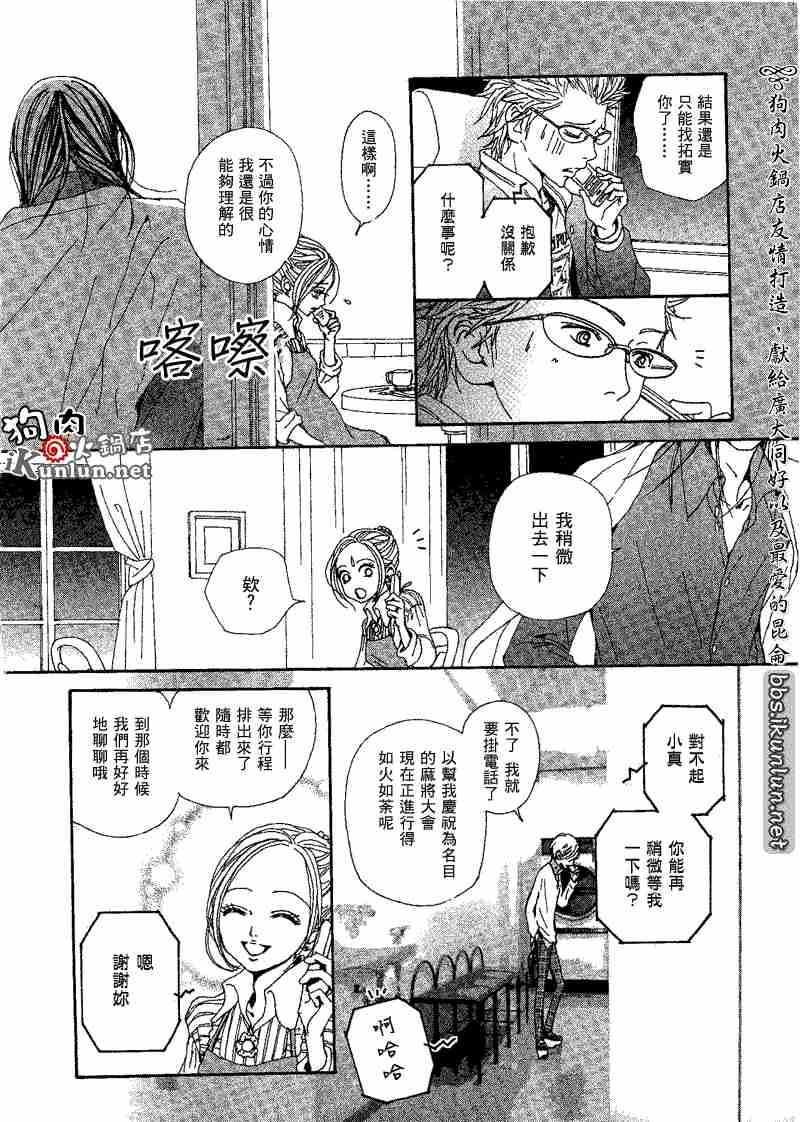 結果還是
只能找拓實
你了……
抱歉
沒關係
什麼事呢？
這樣啊……
不過你的心情
我還是很
能夠理解的
喀嚓
我稍微
出去一下
欸？
對不起
小真
你能再
稍微等我
一下嗎？
不了 我就
要掛電話了
以幫我慶祝為名目
的麻將大會
現在正進行得
如火如荼呢
啊哈哈
那麼——
等你行程
排出來了
隨時都
歡迎你來
到那個時候
我們再好好
地聊聊哦
嗯
謝謝妳
狗肉火鍋店友情打造，獻給廣大同好以及最愛的昆侖
bbs.ikunlun.net
狗肉
火鍋店
iKunlun.net